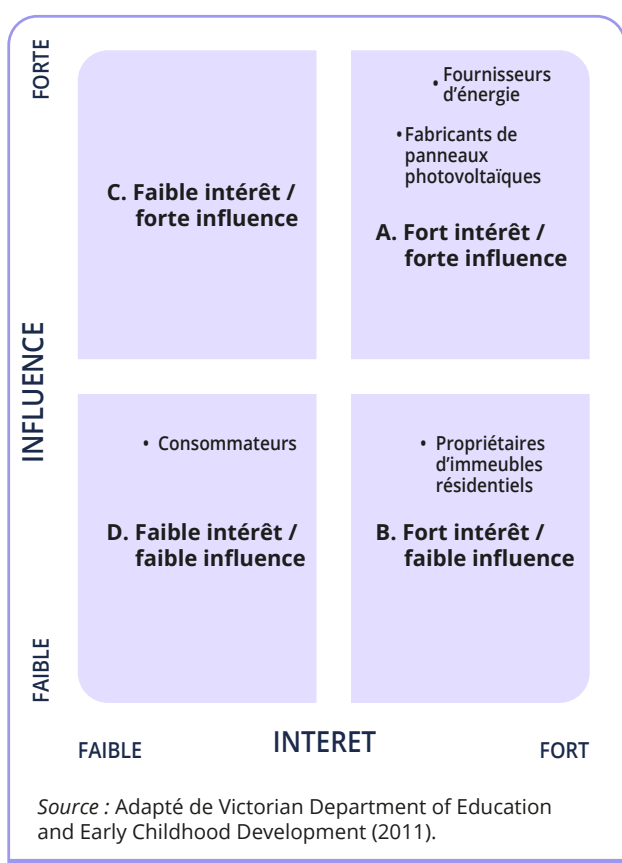 FORTE
• Fournisseurs
d’énergie
• Fabricants de
panneaux
photovoltaïques
C. Faible intérêt /
forte influence
A. Fort intérêt /
forte influence
INFLUENCE
• Consommateurs
• Propriétaires
d’immeubles
résidentiels
D. Faible intérêt /
faible influence
B. Fort intérêt /
faible influence
FAIBLE
FAIBLE
INTERET
FORT
Source : Adapté de Victorian Department of Education
and Early Childhood Development (2011).